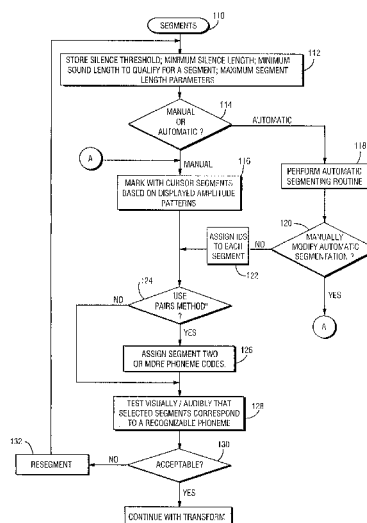 SEGMENTS
110
STORE SILENCE THRESHOLD; MINIMUM SILENCE LENGTH; MINIMUM
SOUND LENGTH TO QUALIFY FOR A SEGMENT; MAXIMUM SEGMENT
LENGTH PARAMETERS
112
MANUAL
OR
AUTOMATIC ?
114
AUTOMATIC
A
MANUAL
116
118
MARK WITH CURSOR SEGMENTS
BASED ON DISPLAYED AMPLITUDE
PATTERNS
PERFORM AUTOMATIC
SEGMENTING ROUTINE
120
MANUALLY
MODIFY AUTOMATIC
SEGMENTATION ?
NO
ASSIGN IDS
TO EACH
SEGMENT
122
YES
124
USE
"PAIRS METHOD"
?
NO
YES
126
ASSIGN SEGMENT TWO
OR MORE PHONEME CODES.
TEST VISUALLY / AUDIBLY THAT
SELECTED SEGMENTS CORRESPOND
TO A RECOGNIZABLE PHONEME
128
130
ACCEPTABLE?
NO
132
RESEGMENT
YES
CONTINUE WITH TRANSFORM